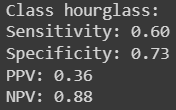 Class hourglass:
Sensitivity: 0.60
Specificity: 0.73
PPV: 0.36
NPV: 0.88